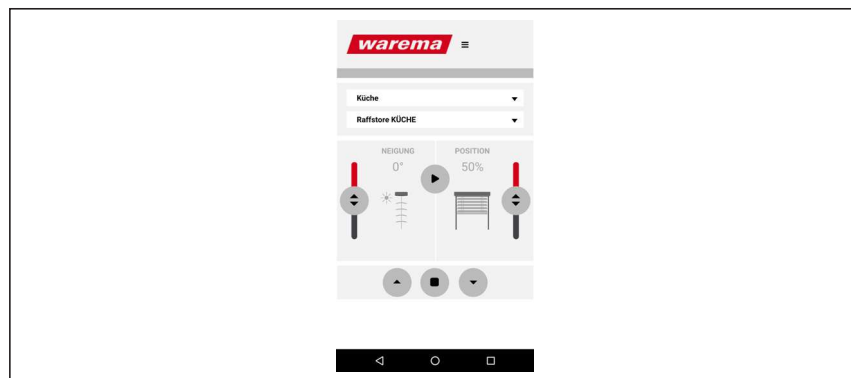 warema
Küche
Raffstore KÜCHE
NEIGUNG
0°
POSITION
50%